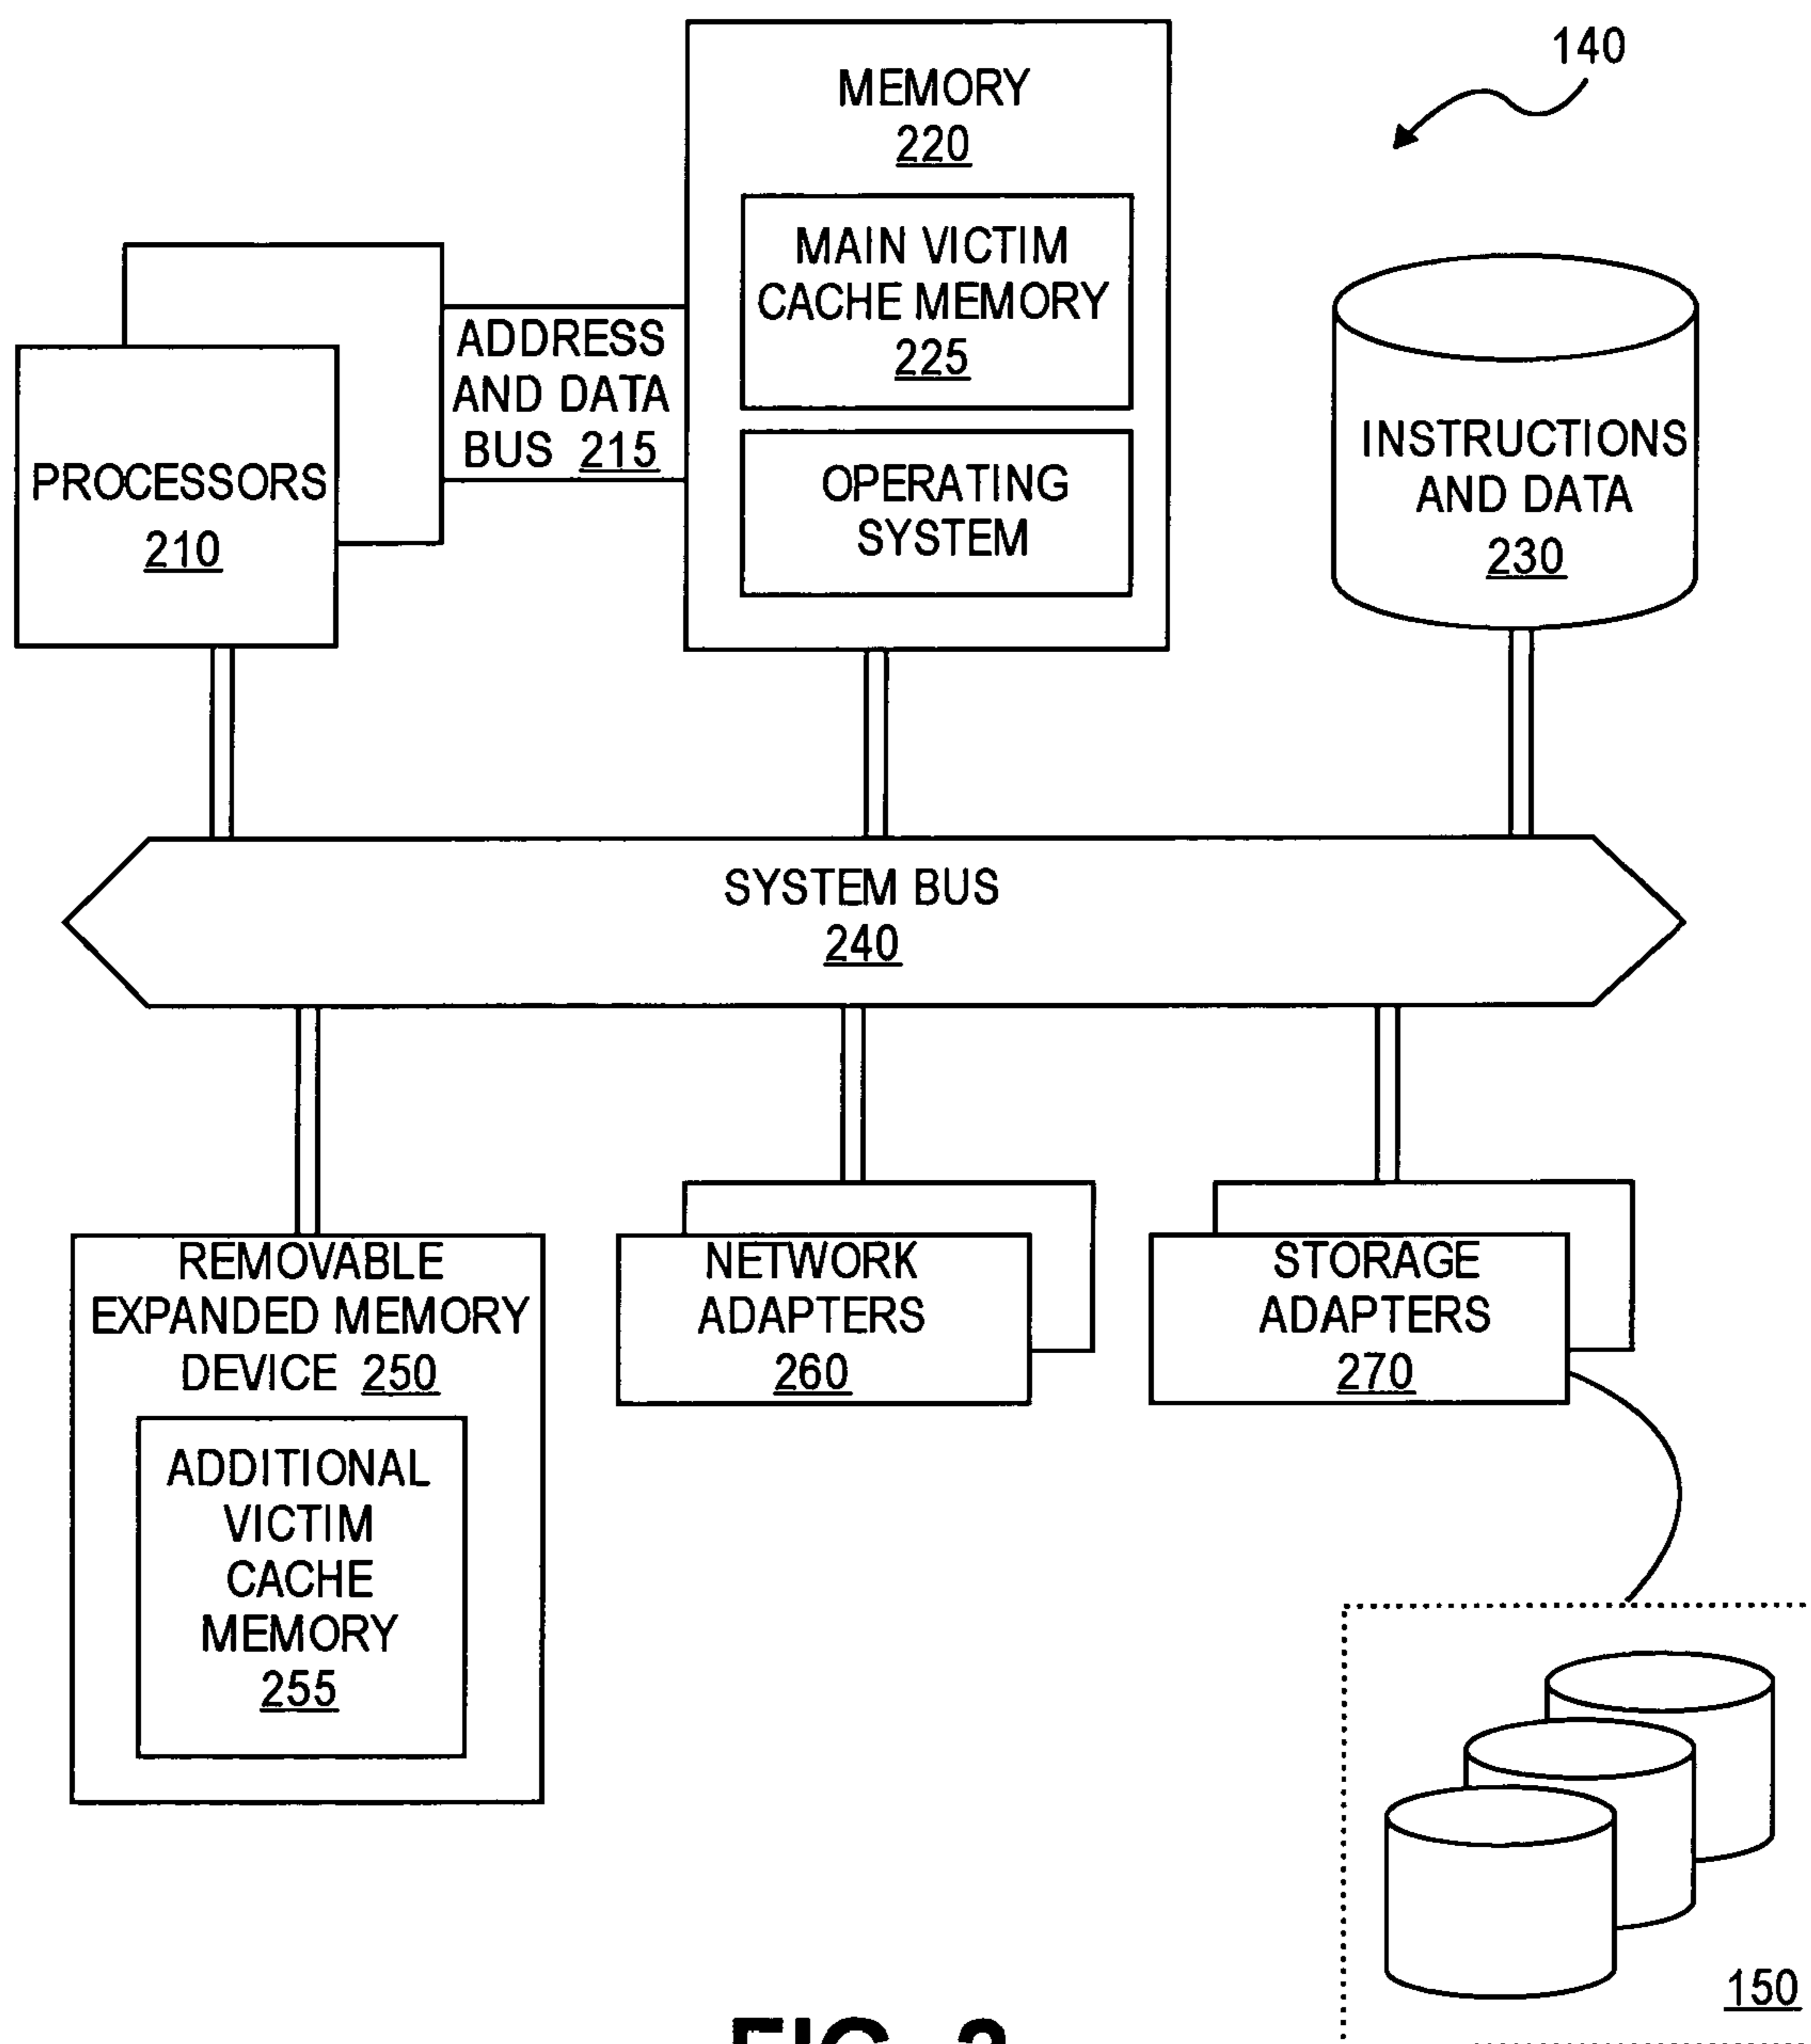 140
MEMORY
220
MAIN VICTIM
CACHE MEMORY
225
OPERATING
SYSTEM
ADDRESS
AND DATA
BUS 215
PROCESSORS
210
INSTRUCTIONS
AND DATA
230
SYSTEM BUS
240
REMOVABLE
EXPANDED MEMORY
DEVICE 250
ADDITIONAL
VICTIM
CACHE
MEMORY
255
NETWORK
ADAPTERS
260
STORAGE
ADAPTERS
270
150
FIG. 2